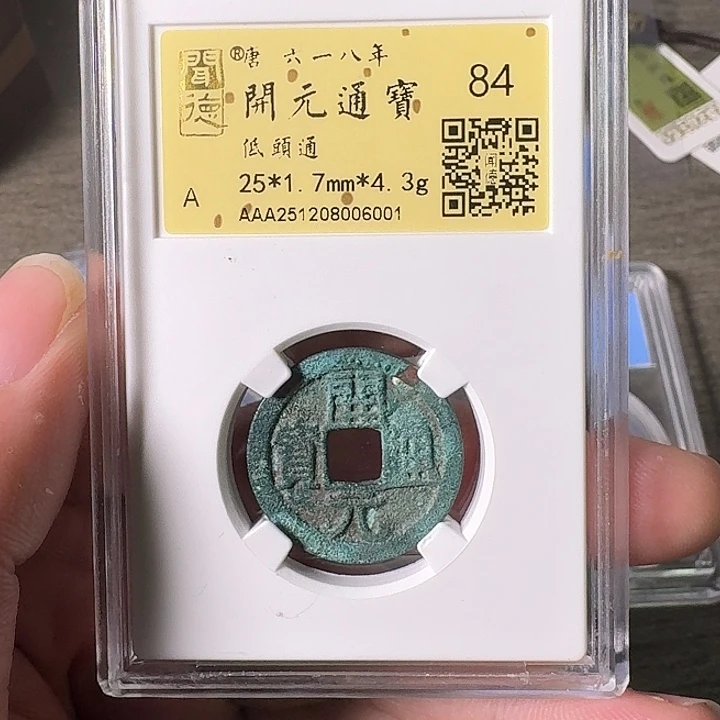 聞德
®唐 六一八年
開元通寶
84
低頭通
A
25*1.7mm*4.3g
AAA251208006001
開元通寶